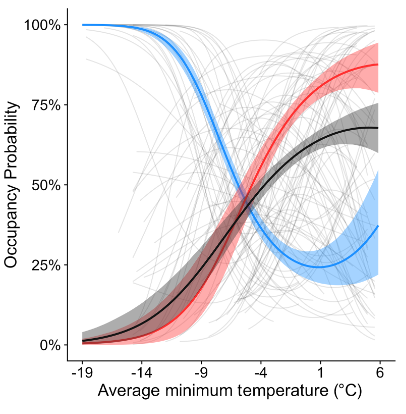 100%
75%
50%
25%
0%
Occupancy Probability
-19 -14 -9 -4 1 6
Average minimum temperature (°C)